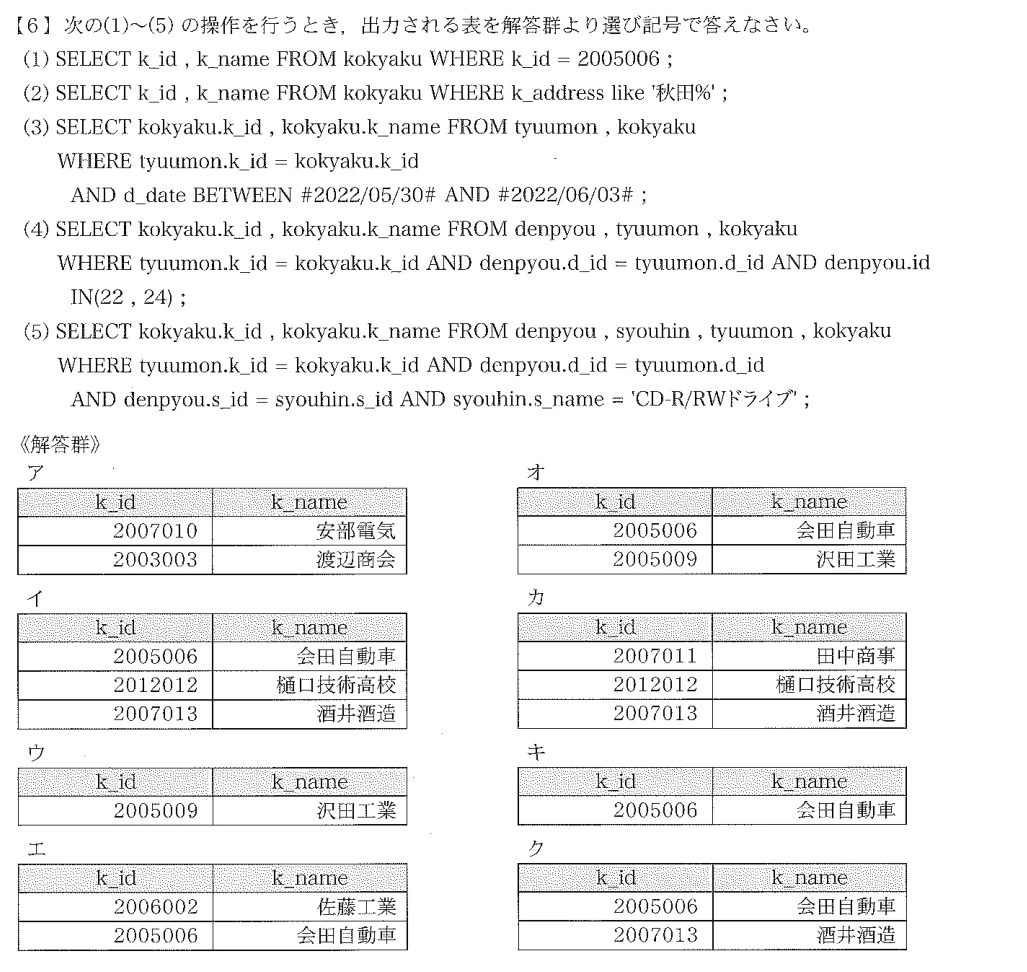 【6】次の(1)～(5) の操作を行うとき，出力される表を解答群より選び記号で答えなさい。
(1) SELECT k_id , k_name FROM kokyaku WHERE k_id = 2005006 ;
(2) SELECT k_id , k_name FROM kokyaku WHERE k_address like '秋田%' ;
(3) SELECT kokyaku.k_id , kokyaku.k_name FROM tyuumon , kokyaku
WHERE tyuumon.k_id = kokyaku.k_id
AND d_date BETWEEN #2022/05/30# AND #2022/06/03# ;
(4) SELECT kokyaku.k_id , kokyaku.k_name FROM denpyou , tyuumon , kokyaku
WHERE tyuumon.k_id = kokyaku.k_id AND denpyou.d_id = tyuumon.d_id AND denpyou.id
IN(22 , 24) ;
(5) SELECT kokyaku.k_id , kokyaku.k_name FROM denpyou , syouhin , tyuumon , kokyaku
WHERE tyuumon.k_id = kokyaku.k_id AND denpyou.d_id = tyuumon.d_id
AND denpyou.s_id = syouhin.s_id AND syouhin.s_name = 'CD-R/RWドライブ' ;
《解答群》
ア
k_id k_name
2007010 安部電気
2003003 渡辺商会
イ
k_id k_name
2005006 会田自動車
2012012 樋口技術高校
2007013 酒井酒造
ウ
k_id k_name
2005009 沢田工業
エ
k_id k_name
2006002 佐藤工業
2005006 会田自動車
オ
k_id k_name
2005006 会田自動車
2005009 沢田工業
カ
k_id k_name
2007011 田中商事
2012012 樋口技術高校
2007013 酒井酒造
キ
k_id k_name
2005006 会田自動車
ク
k_id k_name
2005006 会田自動車
2007013 酒井酒造